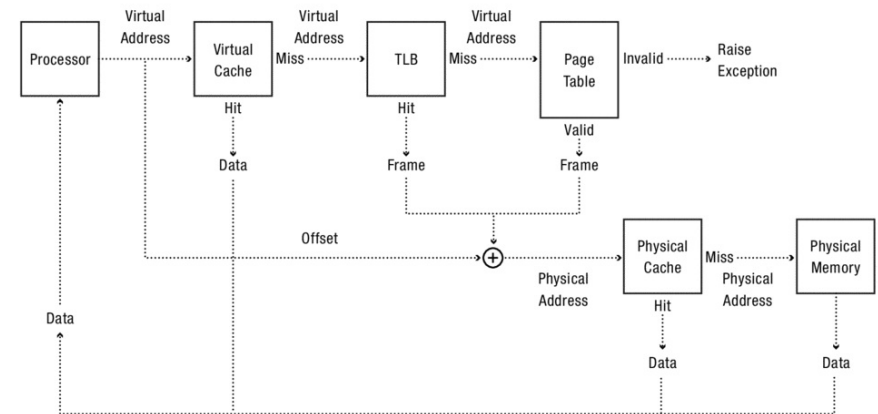 Virtual
Address
Virtual
Address
Virtual
Address
Processor
Virtual
Cache
Miss
TLB
Miss
Page
Table
Invalid
Raise
Exception
Hit
Hit
Valid
Data
Frame
Frame
Offset
+
Physical
Cache
Miss
Physical
Memory
Physical
Address
Physical
Address
Hit
Data
Data
Data